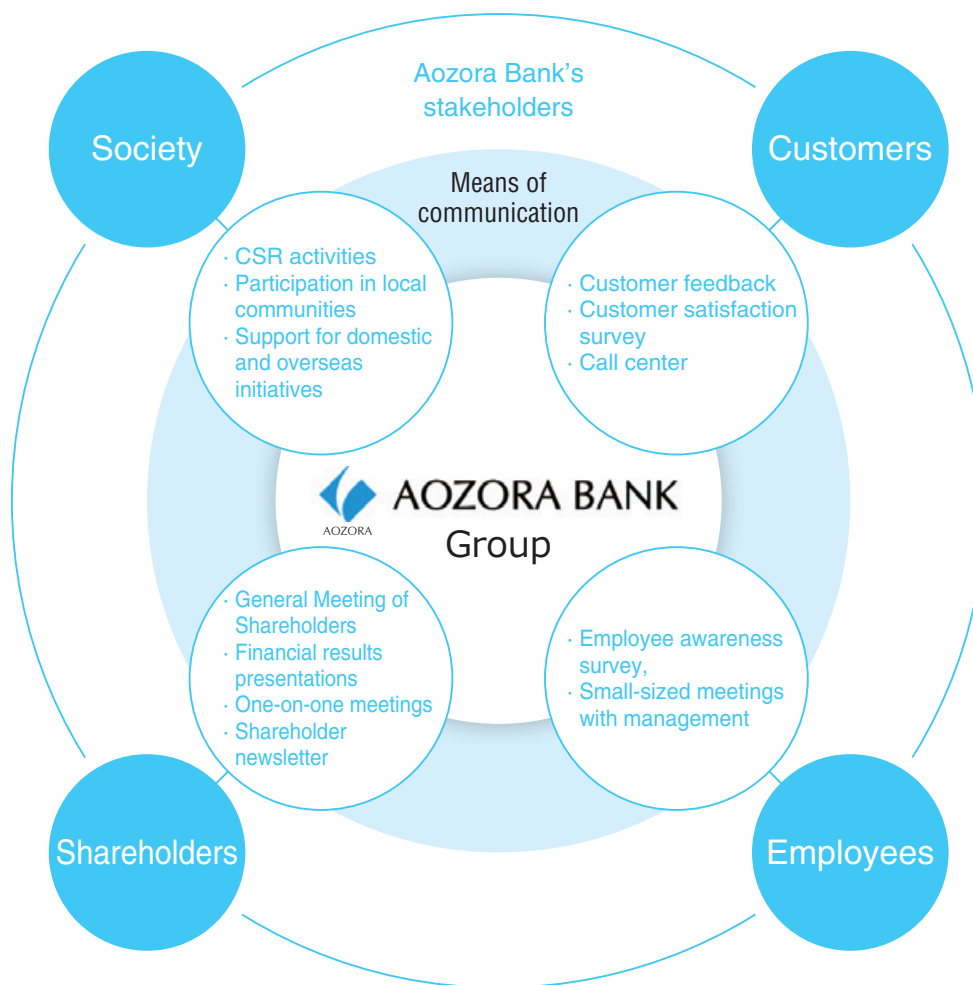 Aozora Bank's
stakeholders
Society
Customers
Means of
communication
· CSR activities
· Participation in local
communities
· Support for domestic
and overseas
initiatives
· Customer feedback
· Customer satisfaction
survey
· Call center
AOZORA
AOZORA BANK
Group
· General Meeting of
Shareholders
· Financial results
presentations
· One-on-one meetings
· Shareholder
newsletter
· Employee awareness
survey,
· Small-sized meetings
with management
Shareholders
Employees